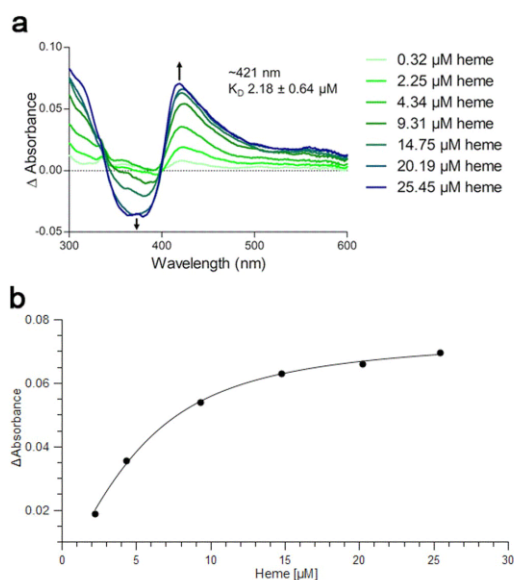 a
0.10
0.05
0.00
-0.05
Δ Absorbance
300
400
500
600
Wavelength (nm)
~421 nm
K_D 2.18 ± 0.64 µM
0.32 µM heme
2.25 µM heme
4.34 µM heme
9.31 µM heme
14.75 µM heme
20.19 µM heme
25.45 µM heme
b
0.08
0.06
0.04
0.02
ΔAbsorbance
0
5
10
15
20
25
30
Heme [µM]